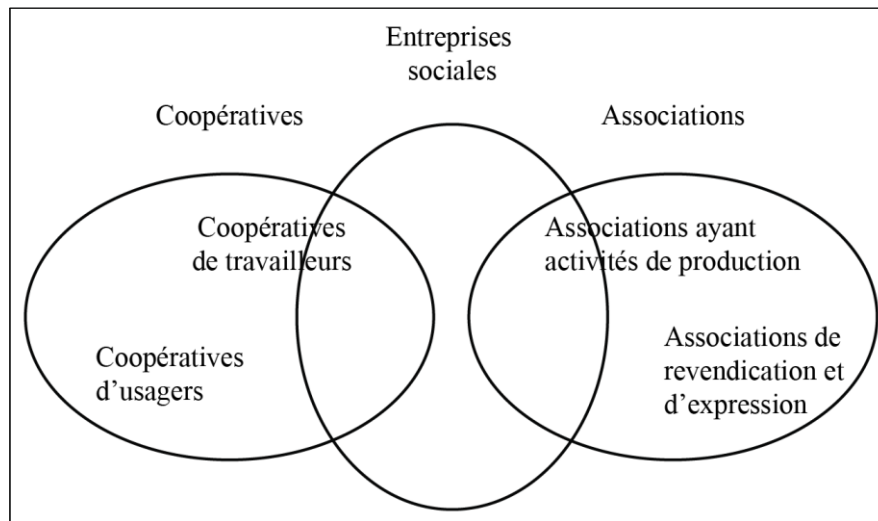 Entreprises
sociales
Coopératives
Associations
Coopératives
de travailleurs
Associations ayant
activités de production
Coopératives
d’usagers
Associations de
revendication et
d’expression